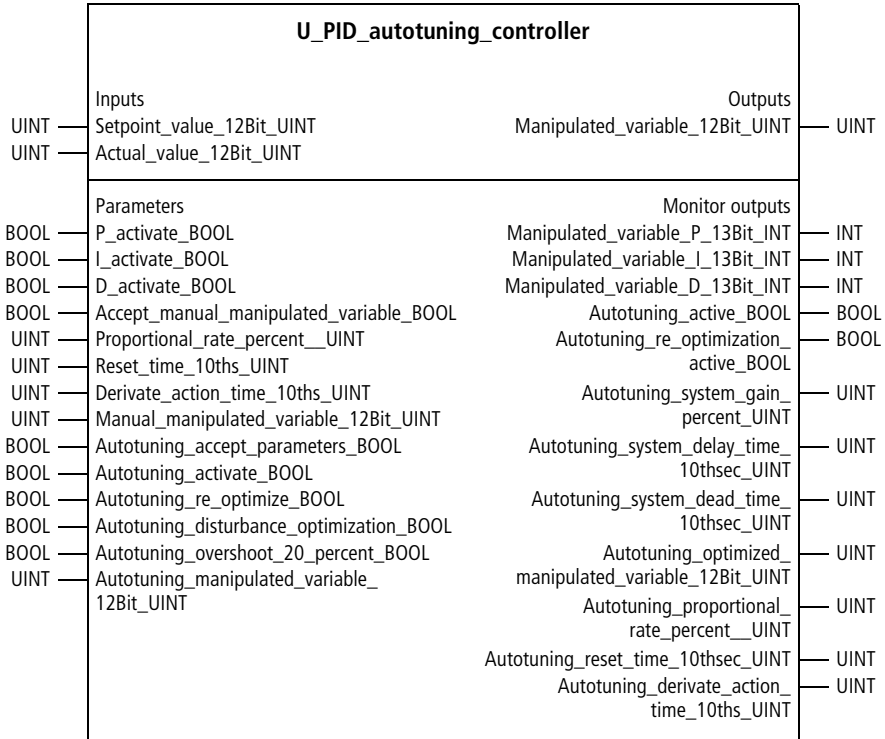 U_PID_autotuning_controller
Inputs Outputs
UINT Setpoint_value_12Bit_UINT Manipulated_variable_12Bit_UINT UINT
UINT Actual_value_12Bit_UINT
Parameters Monitor outputs
BOOL P_activate_BOOL Manipulated_variable_P_13Bit_INT INT
BOOL I_activate_BOOL Manipulated_variable_I_13Bit_INT INT
BOOL D_activate_BOOL Manipulated_variable_D_13Bit_INT INT
BOOL Accept_manual_manipulated_variable_BOOL Autotuning_active_BOOL BOOL
UINT Proportional_rate_percent__UINT Autotuning_re_optimization_ BOOL
UINT Reset_time_10ths_UINT active_BOOL
UINT Derivate_action_time_10ths_UINT Autotuning_system_gain_ UINT
UINT Manual_manipulated_variable_12Bit_UINT percent_UINT
BOOL Autotuning_accept_parameters_BOOL Autotuning_system_delay_time_ UINT
BOOL Autotuning_activate_BOOL 10thsec_UINT
BOOL Autotuning_re_optimize_BOOL Autotuning_system_dead_time_ UINT
BOOL Autotuning_disturbance_optimization_BOOL 10thsec_UINT
BOOL Autotuning_overshoot_20_percent_BOOL Autotuning_optimized_ UINT
UINT Autotuning_manipulated_variable_ manipulated_variable_12Bit_UINT
12Bit_UINT Autotuning_proportional_ UINT
rate_percent__UINT
Autotuning_reset_time_10thsec_UINT UINT
Autotuning_derivate_action_ UINT
time_10ths_UINT